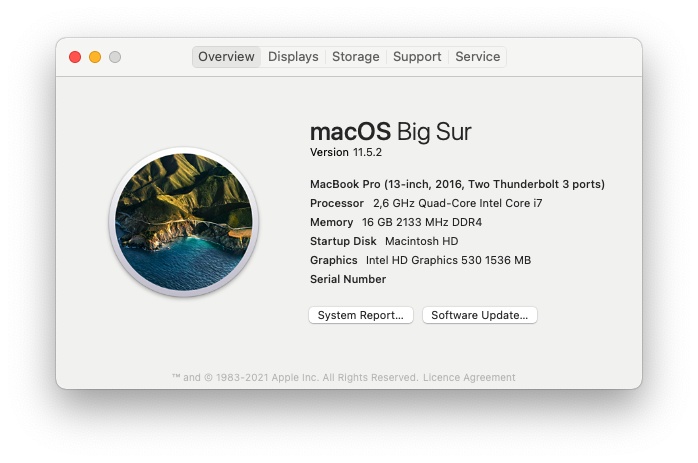 Overview Displays Storage Support Service
macOS Big Sur
Version 11.5.2
MacBook Pro (13-inch, 2016, Two Thunderbolt 3 ports)
Processor 2,6 GHz Quad-Core Intel Core i7
Memory 16 GB 2133 MHz DDR4
Startup Disk Macintosh HD
Graphics Intel HD Graphics 530 1536 MB
Serial Number
System Report... Software Update...
™ and © 1983-2021 Apple Inc. All Rights Reserved. Licence Agreement